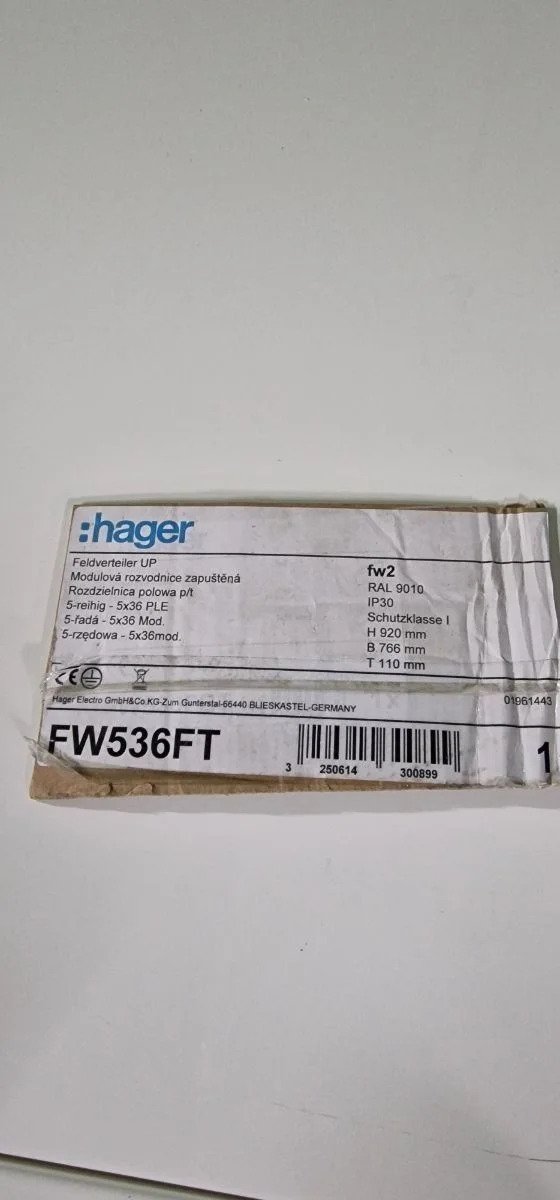 :hager
Feldverteiler UP
Modulová rozvodnice zapuštěná
Rozdzielnica polowa p/t
5-reihig - 5x36 PLE
5-řadá - 5x36 Mod.
5-rzędowa - 5x36mod.
fw2
RAL 9010
IP30
Schutzklasse I
H 920 mm
B 766 mm
T 110 mm
CE
Hager Electro GmbH&Co.KG-Zum Gunterstal-66440 BLIESKASTEL-GERMANY
01961443
FW536FT
3 250614 300899
1